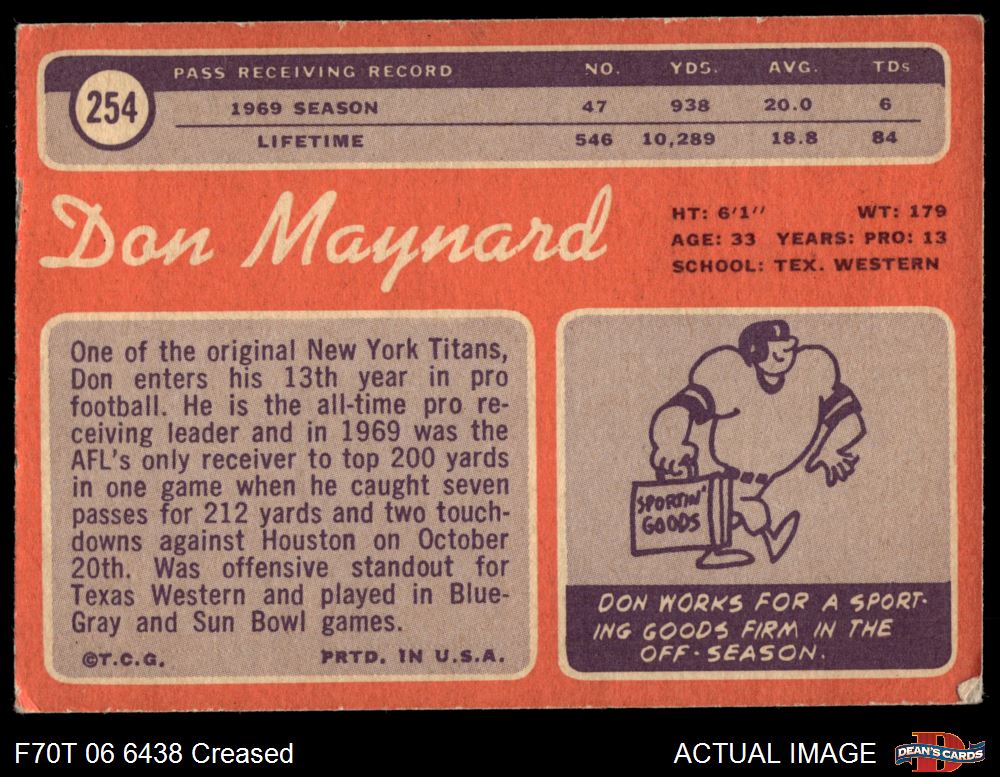 254
PASS RECEIVING RECORD NO. YDS. AVG. TDs
1969 SEASON 47 938 20.0 6
LIFETIME 546 10,289 18.8 84
Don Maynard
HT: 6'1'' WT: 179
AGE: 33 YEARS: PRO: 13
SCHOOL: TEX. WESTERN
One of the original New York Titans,
Don enters his 13th year in pro
football. He is the all-time pro re-
ceiving leader and in 1969 was the
AFL's only receiver to top 200 yards
in one game when he caught seven
passes for 212 yards and two touch-
downs against Houston on October
20th. Was offensive standout for
Texas Western and played in Blue-
Gray and Sun Bowl games.
©T.C.G. PRTD. IN U.S.A.
SPORTIN'
GOODS
DON WORKS FOR A SPORT-
ING GOODS FIRM IN THE
OFF-SEASON.
F70T 06 6438 Creased
ACTUAL IMAGE
DEAN'S CARDS